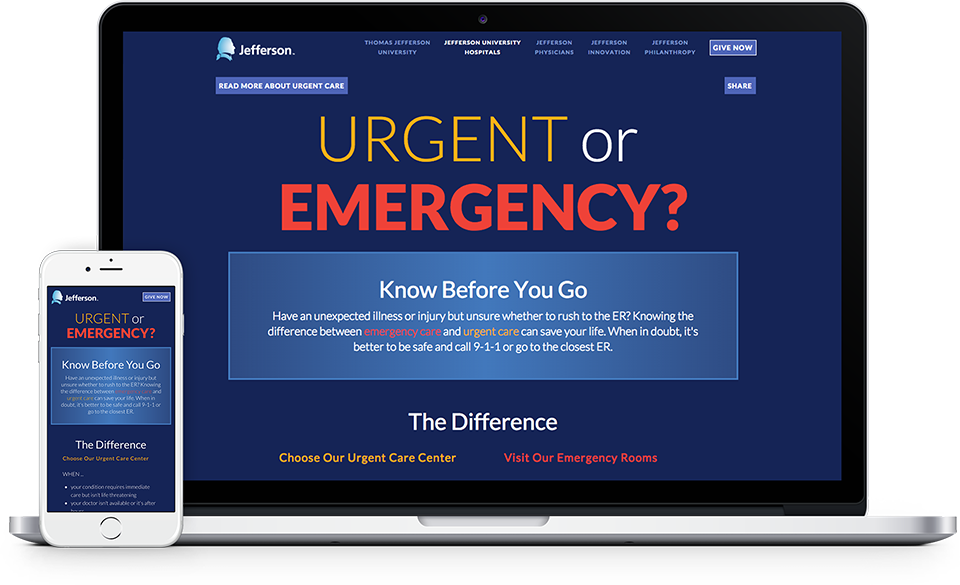 Jefferson.
THOMAS JEFFERSON
UNIVERSITY
JEFFERSON UNIVERSITY
HOSPITALS
JEFFERSON
PHYSICIANS
JEFFERSON
INNOVATION
JEFFERSON
PHILANTHROPY
GIVE NOW
READ MORE ABOUT URGENT CARE
SHARE
URGENT or
EMERGENCY?
Know Before You Go
Have an unexpected illness or injury but unsure whether to rush to the ER? Knowing the
difference between emergency care and urgent care can save your life. When in doubt, it's
better to be safe and call 9-1-1 or go to the closest ER.
The Difference
Choose Our Urgent Care Center
Visit Our Emergency Rooms
Jefferson.
GIVE NOW
URGENT or
EMERGENCY?
Know Before You Go
Have an unexpected illness or injury but
unsure whether to rush to the ER? Knowing
the difference between emergency care and
urgent care can save your life. When in
doubt, it's better to be safe and call 9-1-1 or
go to the closest ER.
The Difference
Choose Our Urgent Care Center
WHEN ...
your condition requires immediate
care but isn't life threatening
your doctor isn't available or it's after
hours